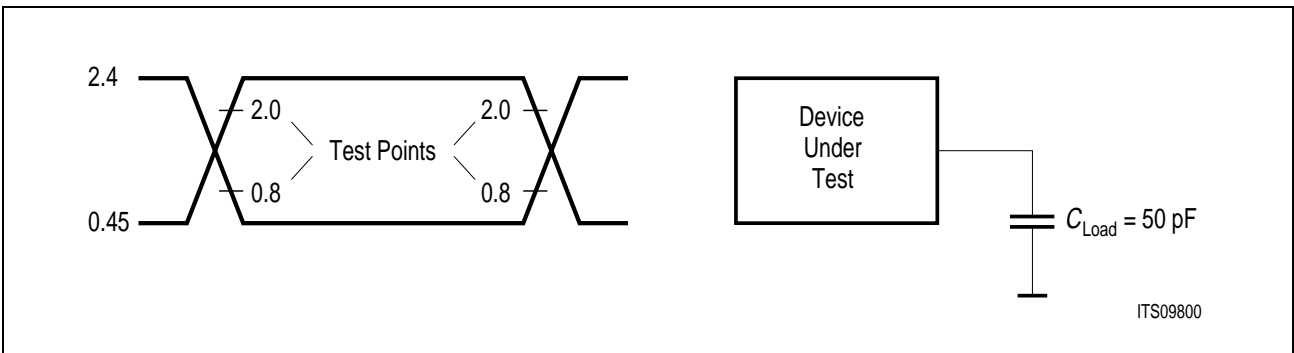 2.4
2.0
2.0
Test Points
0.8
0.8
0.45
Device
Under
Test
C Load = 50 pF
ITS09800